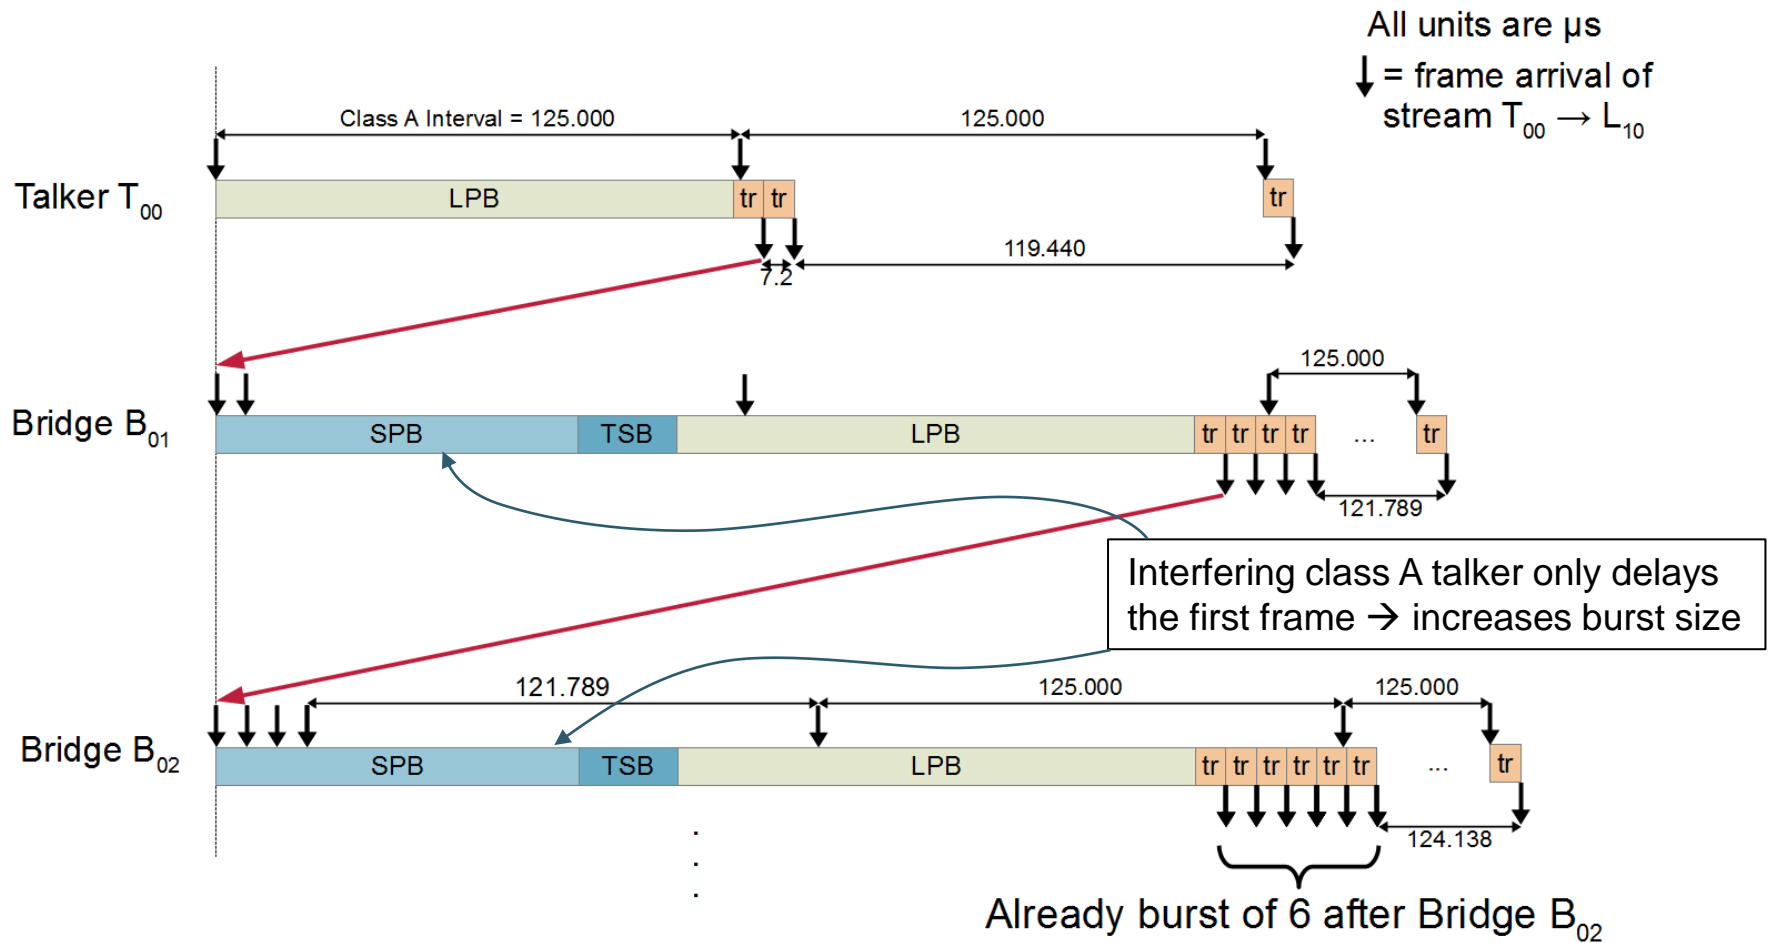 All units are µs
= frame arrival of
stream T00 → L10
Class A Interval = 125.000
125.000
Talker T00
LPB
tr
tr
tr
119.440
7.2
125.000
Bridge B01
SPB
TSB
LPB
tr
tr
tr
tr
...
tr
121.789
Interfering class A talker only delays
the first frame → increases burst size
121.789
125.000
125.000
Bridge B02
SPB
TSB
LPB
tr
tr
tr
tr
tr
tr
...
tr
124.138
.
.
.
Already burst of 6 after Bridge B02